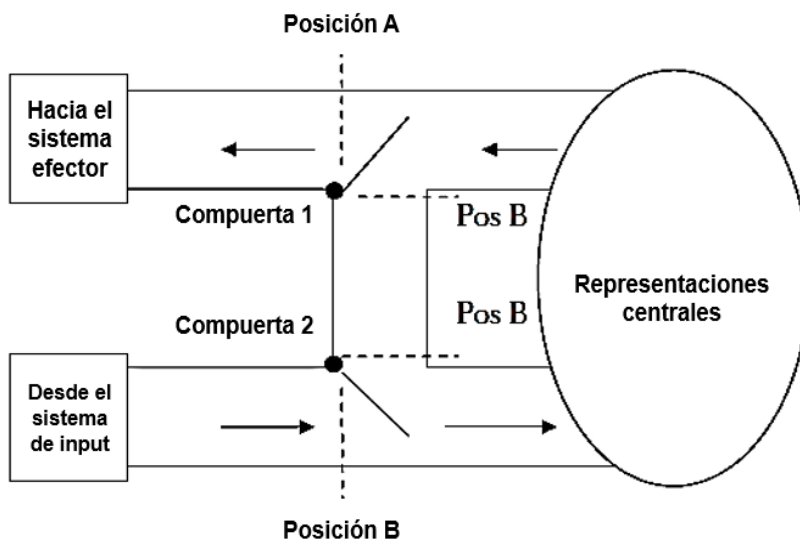 Posición A
Hacia el
sistema
efector
Compuerta 1
Pos B
Representaciones
centrales
Compuerta 2
Pos B
Desde el
sistema
de input
Posición B